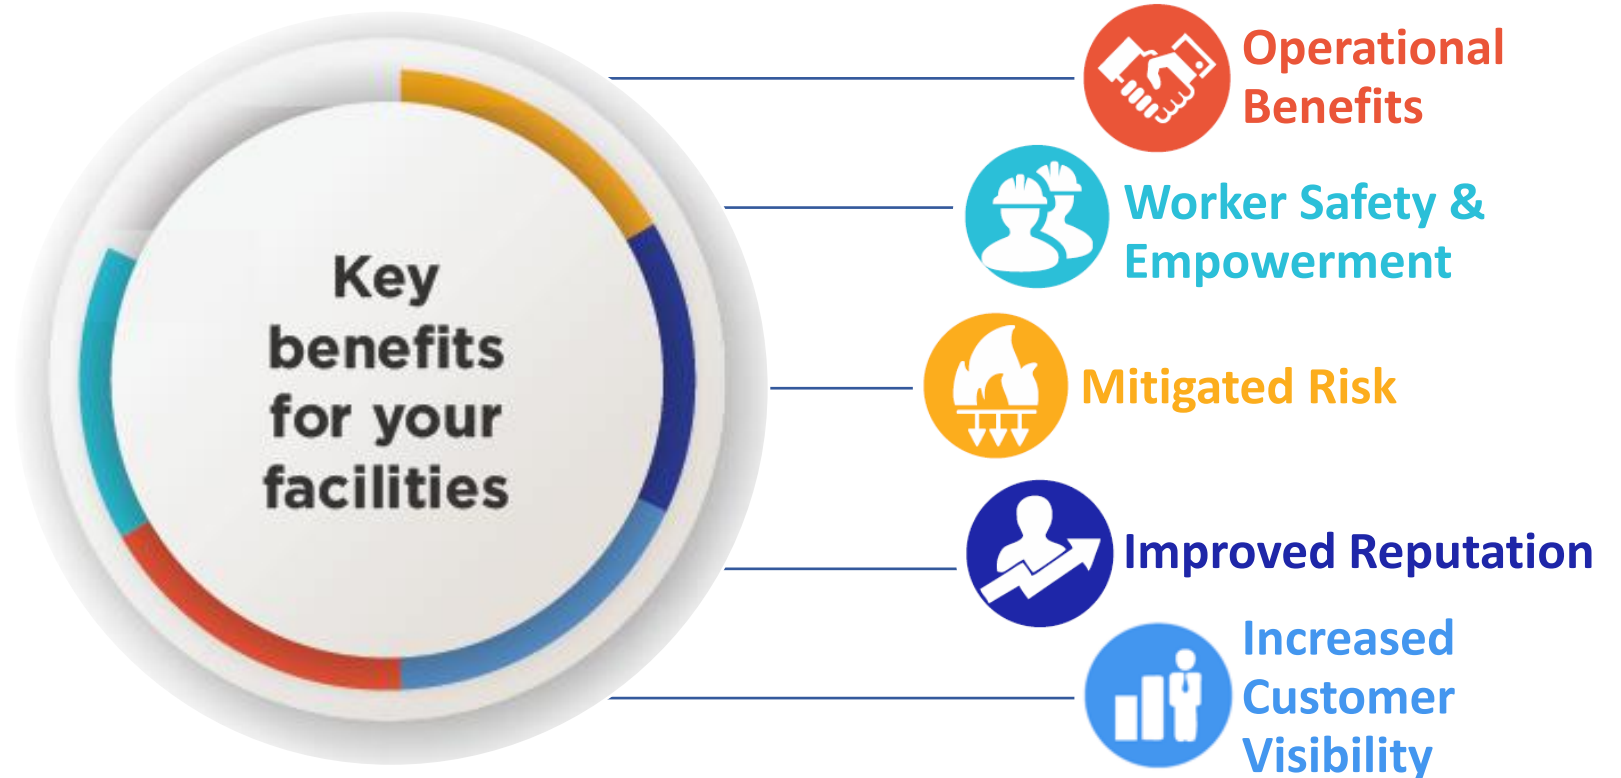 Key
benefits
for your
facilities
Operational
Benefits
Worker Safety &
Empowerment
Mitigated Risk
Improved Reputation
Increased
Customer
Visibility